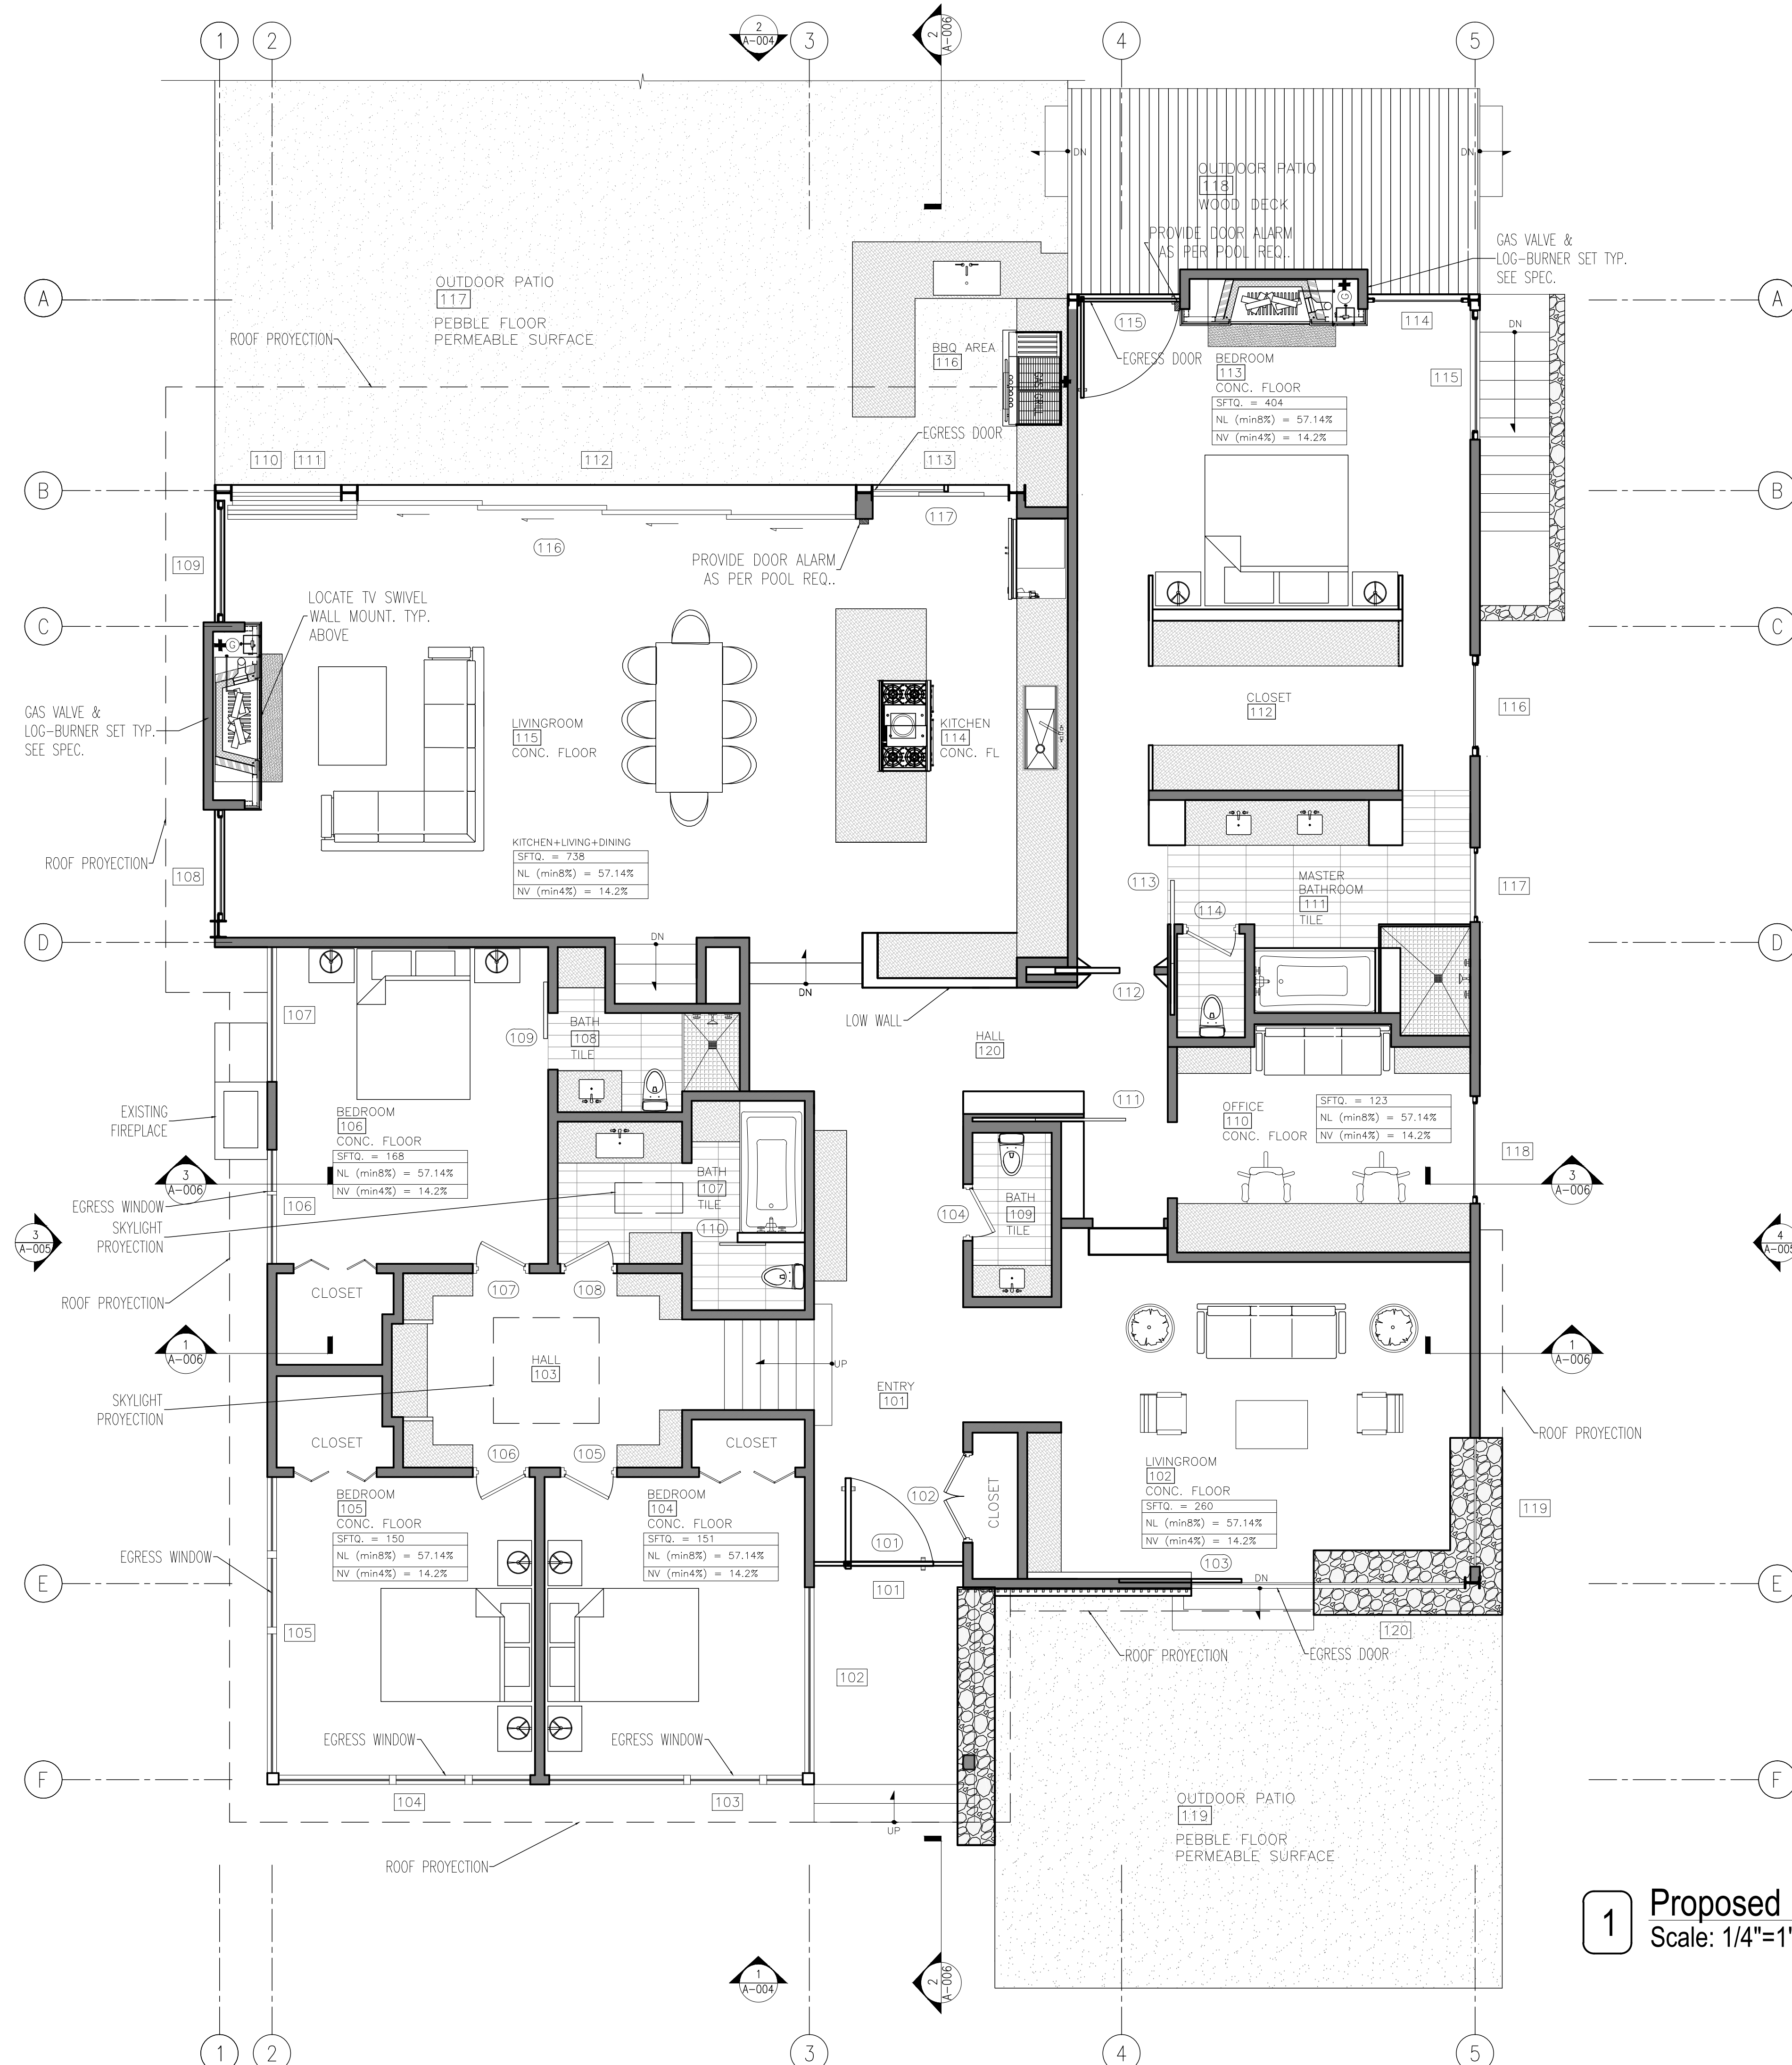 1
2
2
A-004
3
2
A-006
4
5
DN
DN
OUTDOOR PATIO
118
WOOD DECK
PROVIDE DOOR ALARM
AS PER POOL REQ..
GAS VALVE &
LOG-BURNER SET TYP.
SEE SPEC.
A
A
OUTDOOR PATIO
117
PEBBLE FLOOR
PERMEABLE SURFACE
ROOF PROYECTION
BBQ AREA
116
GAS GRILL
115
EGRESS DOOR
114
DN
BEDROOM
113
CONC. FLOOR
SFTQ. = 404
NL (min8%) = 57.14%
NV (min4%) = 14.2%
115
EGRESS DOOR
110
111
112
113
B
B
117
116
PROVIDE DOOR ALARM
AS PER POOL REQ..
109
LOCATE TV SWIVEL
WALL MOUNT. TYP.
ABOVE
C
C
G
G
GAS VALVE &
LOG-BURNER SET TYP.
SEE SPEC.
LIVINGROOM
115
CONC. FLOOR
KITCHEN
114
CONC. FL
CLOSET
112
116
KITCHEN+LIVING+DINING
SFTQ. = 738
NL (min8%) = 57.14%
NV (min4%) = 14.2%
ROOF PROYECTION
108
113
MASTER
BATHROOM
111
TILE
117
114
D
D
DN
DN
LOW WALL
112
107
109
BATH
108
TILE
HALL
120
EXISTING
FIREPLACE
BEDROOM
106
CONC. FLOOR
SFTQ. = 168
NL (min8%) = 57.14%
NV (min4%) = 14.2%
111
OFFICE
110
CONC. FLOOR
SFTQ. = 123
NL (min8%) = 57.14%
NV (min4%) = 14.2%
118
3
A-006
3
A-006
EGRESS WINDOW
106
SKYLIGHT
PROYECTION
BATH
107
TILE
110
104
BATH
109
TILE
3
A-005
4
A-005
ROOF PROYECTION
CLOSET
107
108
1
A-006
1
A-006
HALL
103
UP
ENTRY
101
SKYLIGHT
PROYECTION
CLOSET
106
105
CLOSET
ROOF PROYECTION
LIVINGROOM
102
CONC. FLOOR
SFTQ. = 260
NL (min8%) = 57.14%
NV (min4%) = 14.2%
102
CLOSET
119
BEDROOM
105
CONC. FLOOR
SFTQ. = 150
NL (min8%) = 57.14%
NV (min4%) = 14.2%
BEDROOM
104
CONC. FLOOR
SFTQ. = 151
NL (min8%) = 57.14%
NV (min4%) = 14.2%
101
103
EGRESS WINDOW
DN
E
E
101
105
120
ROOF PROYECTION
EGRESS DOOR
102
EGRESS WINDOW
EGRESS WINDOW
F
F
104
103
UP
OUTDOOR PATIO
119
PEBBLE FLOOR
PERMEABLE SURFACE
ROOF PROYECTION
1
Proposed
Scale: 1/4"=1'
1
A-004
2
A-006
1
2
3
4
5